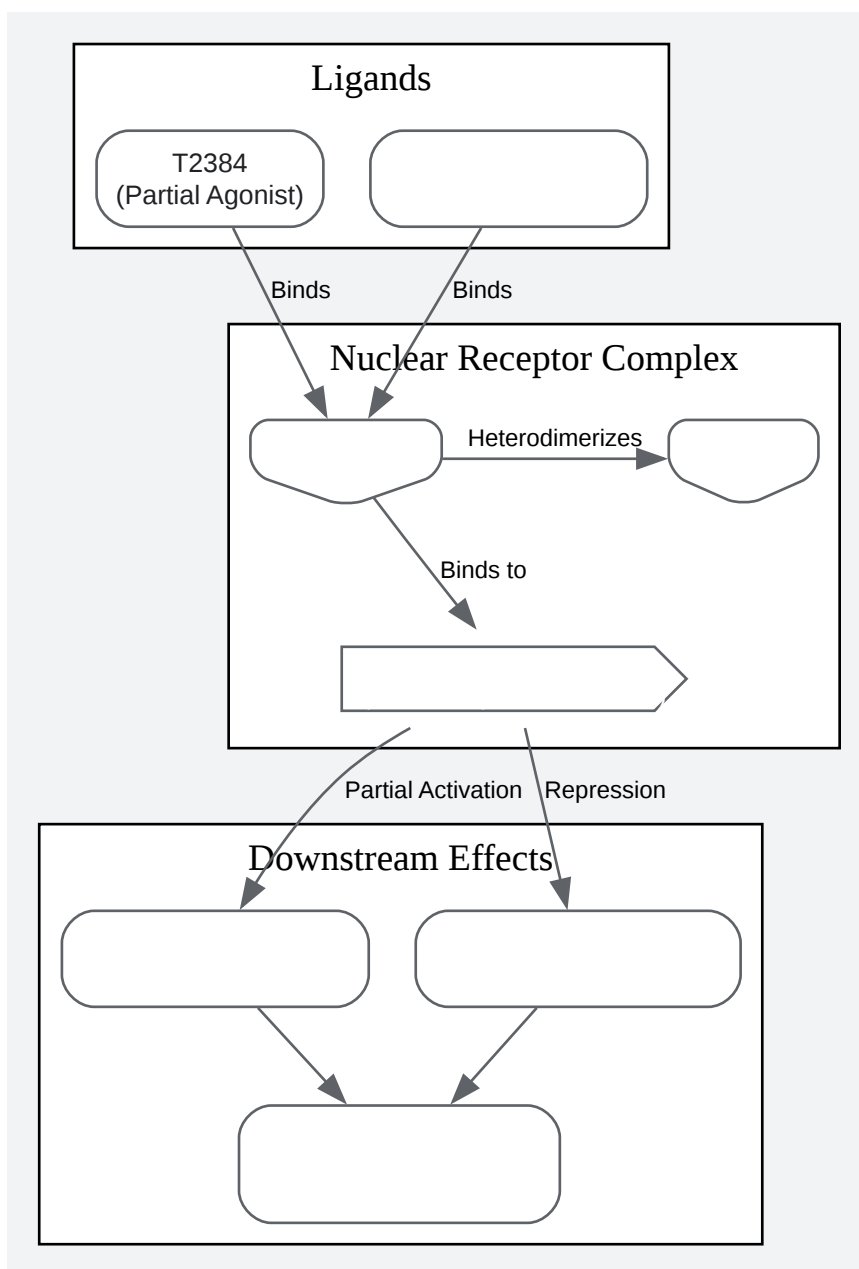 Ligands
T2384
(Partial Agonist)
Binds
Binds
Nuclear Receptor Complex
Heterodimerizes
Binds to
Partial Activation
Repression
Downstream Effects